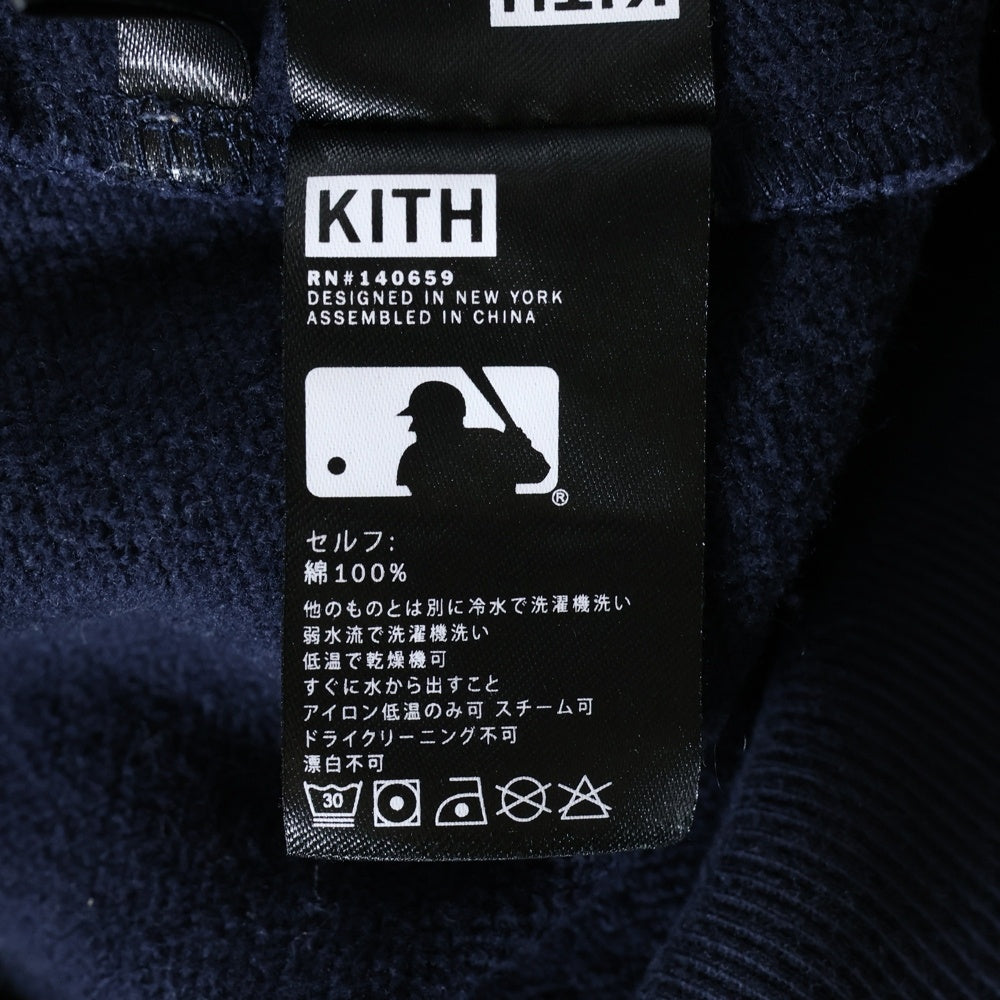 KITH
KITH
RN#140659
DESIGNED IN NEW YORK
ASSEMBLED IN CHINA
®
セルフ:
綿100%
他のものとは別に冷水で洗濯機洗い
弱水流で洗濯機洗い
低温で乾燥機可
すぐに水から出すこと
アイロン低温のみ可 スチーム可
ドライクリーニング不可
漂白不可
30